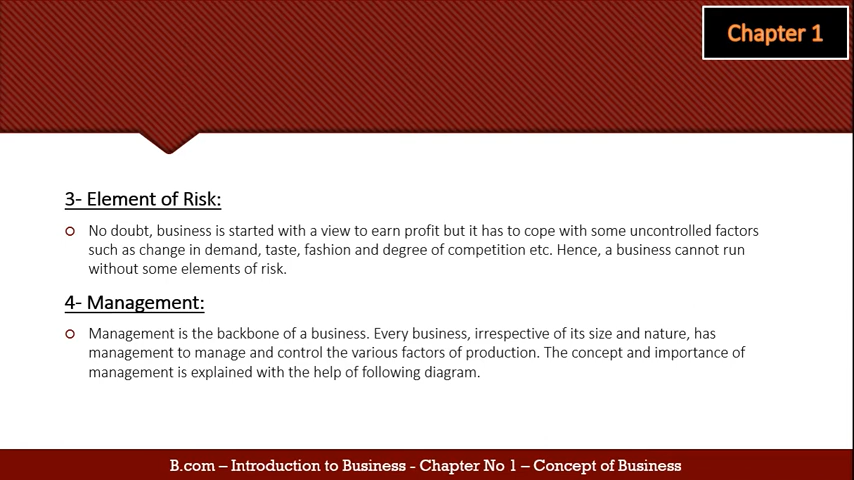 Chapter 1
3- Element of Risk:
No doubt, business is started with a view to earn profit but it has to cope with some uncontrolled factors
such as change in demand, taste, fashion and degree of competition etc. Hence, a business cannot run
without some elements of risk.
4- Management:
Management is the backbone of a business. Every business, irrespective of its size and nature, has
management to manage and control the various factors of production. The concept and importance of
management is explained with the help of following diagram.
B.com – Introduction to Business - Chapter No 1 – Concept of Business